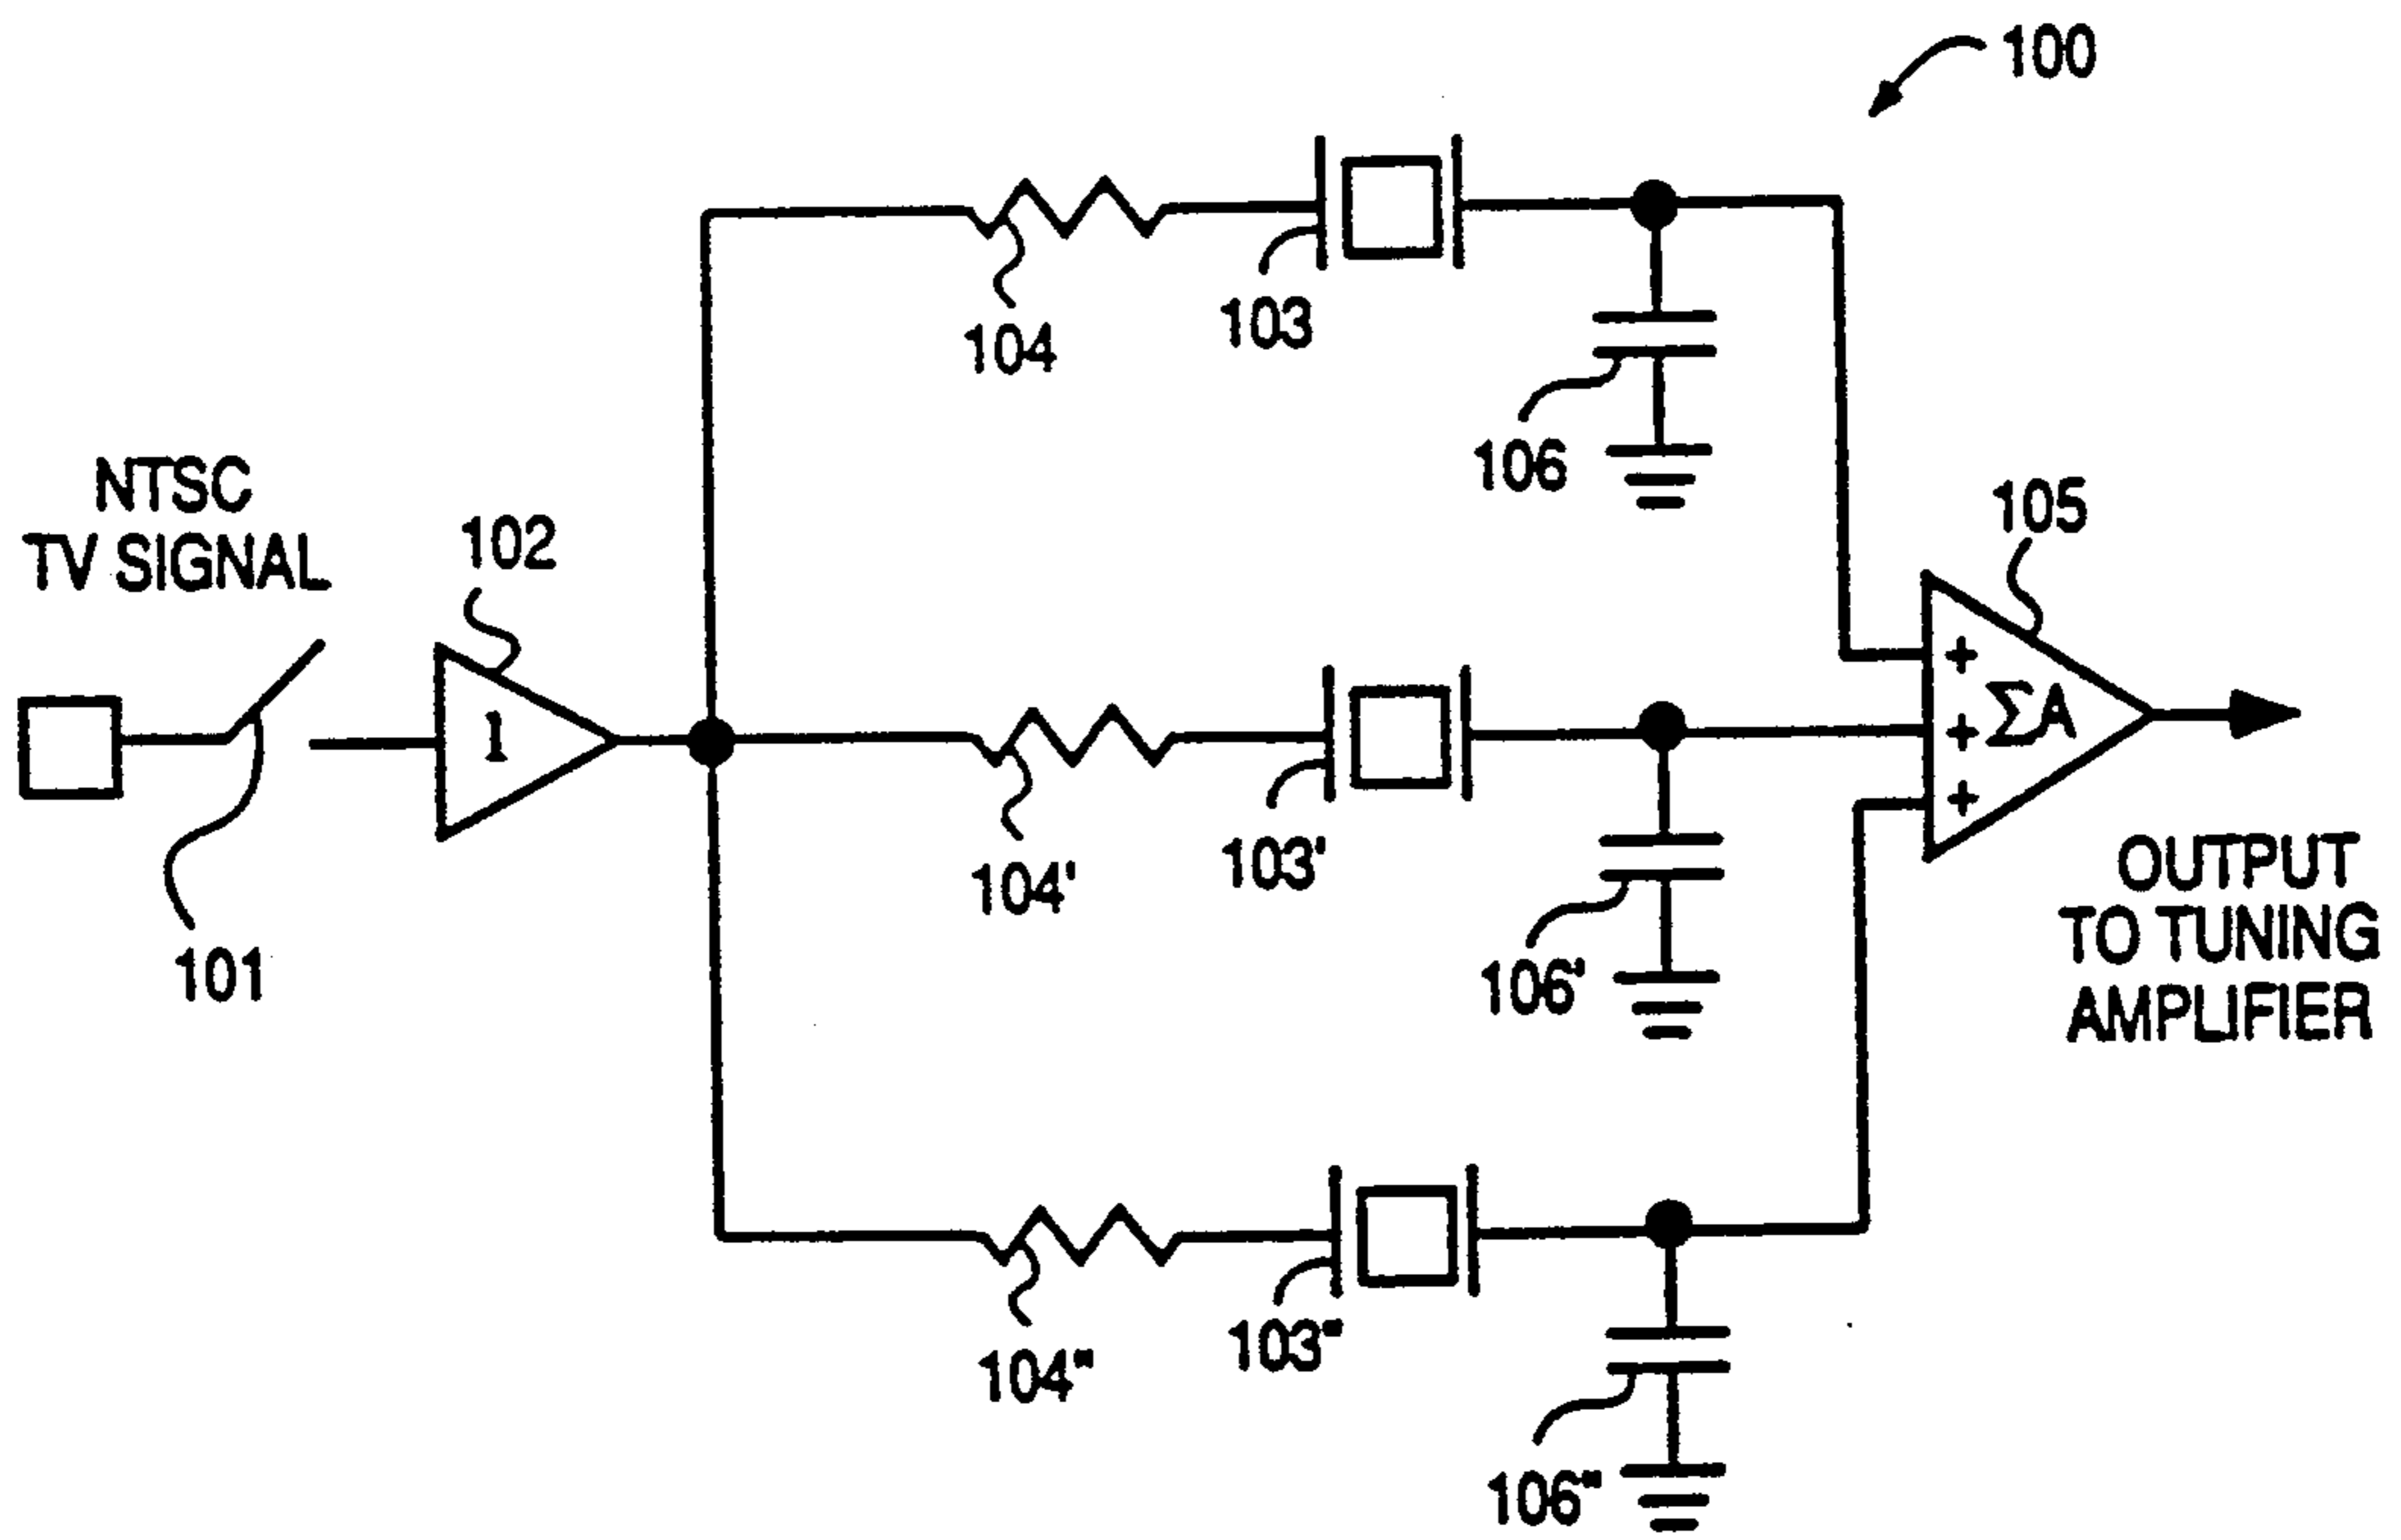 100
104
103
106
NTSC
TV SIGNAL
102
105
1
+
+
+
ΣA
101
104'
103'
106'
OUTPUT
TO TUNING
AMPLIFIER
104"
103"
106"